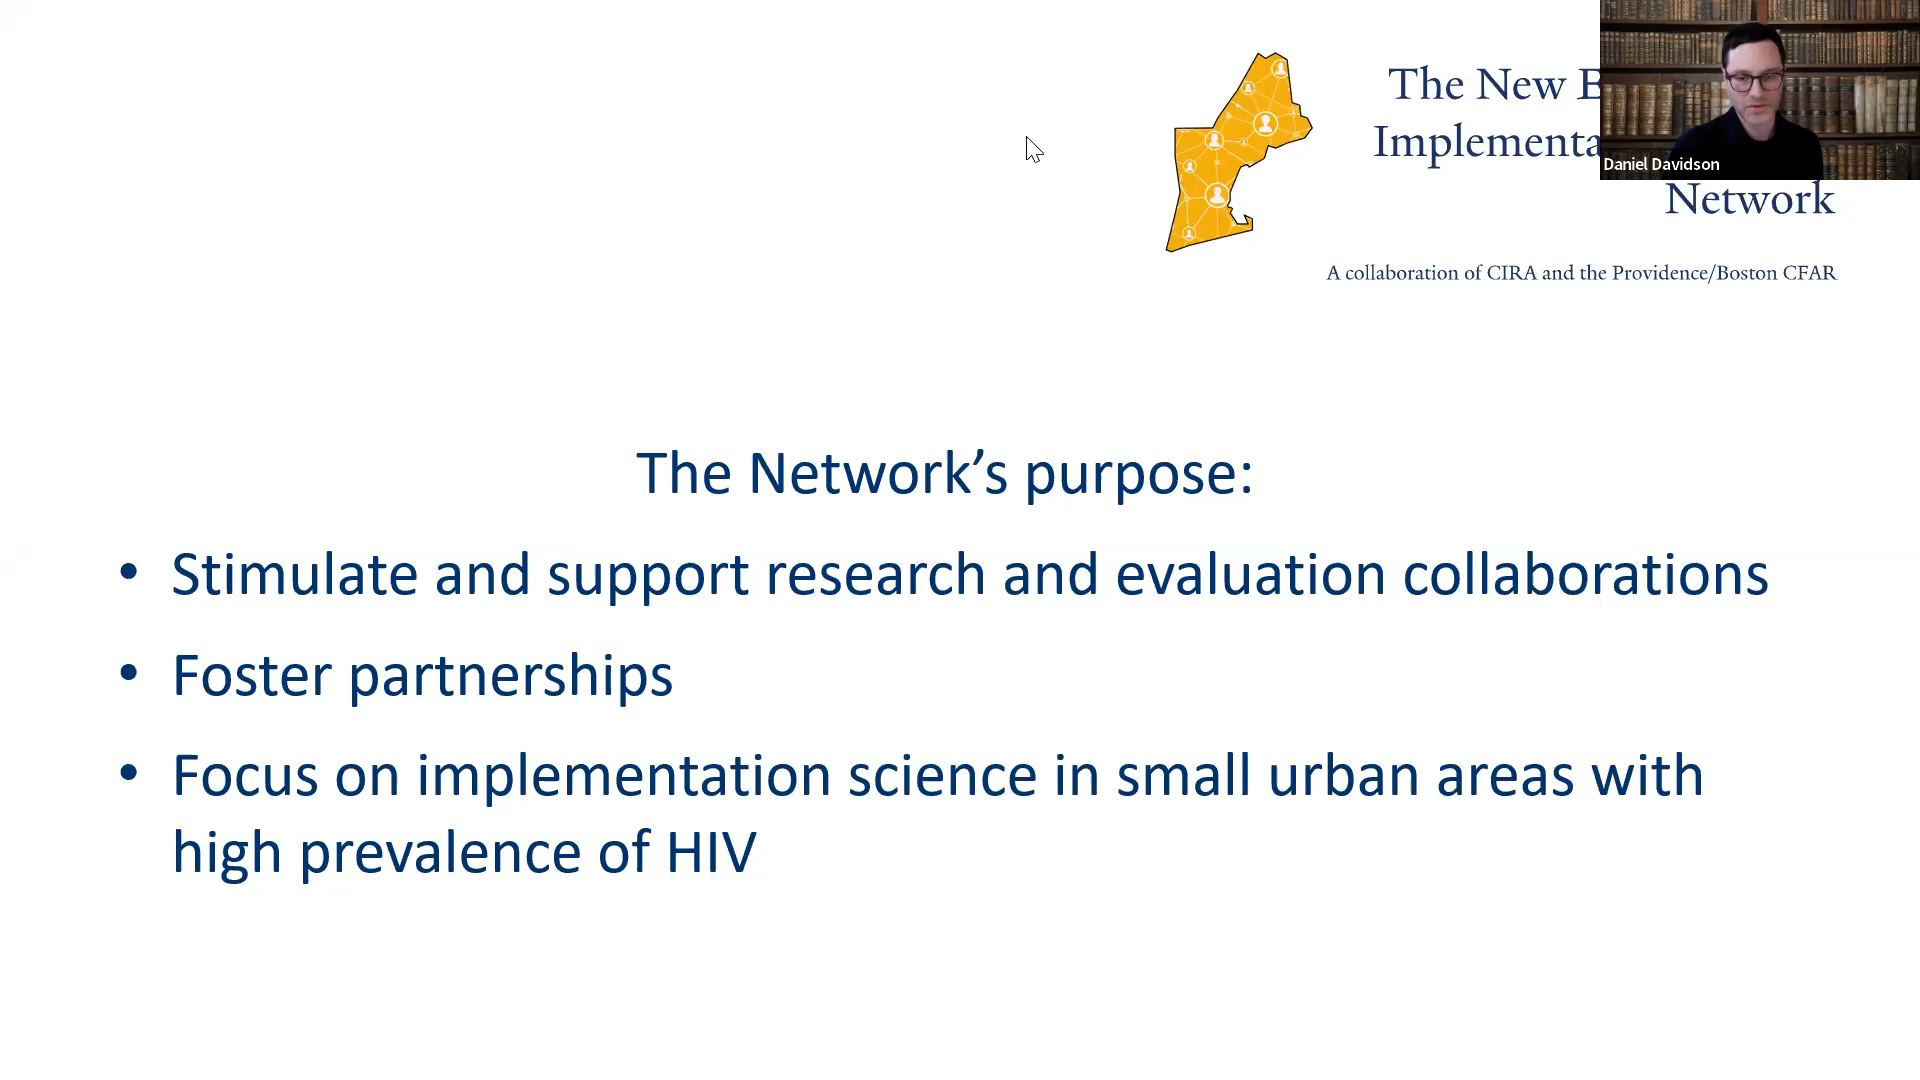 The New
Implementa
Daniel Davidson
Network
A collaboration of CIRA and the Providence/Boston CFAR
The Network’s purpose:
• Stimulate and support research and evaluation collaborations
• Foster partnerships
• Focus on implementation science in small urban areas with
high prevalence of HIV